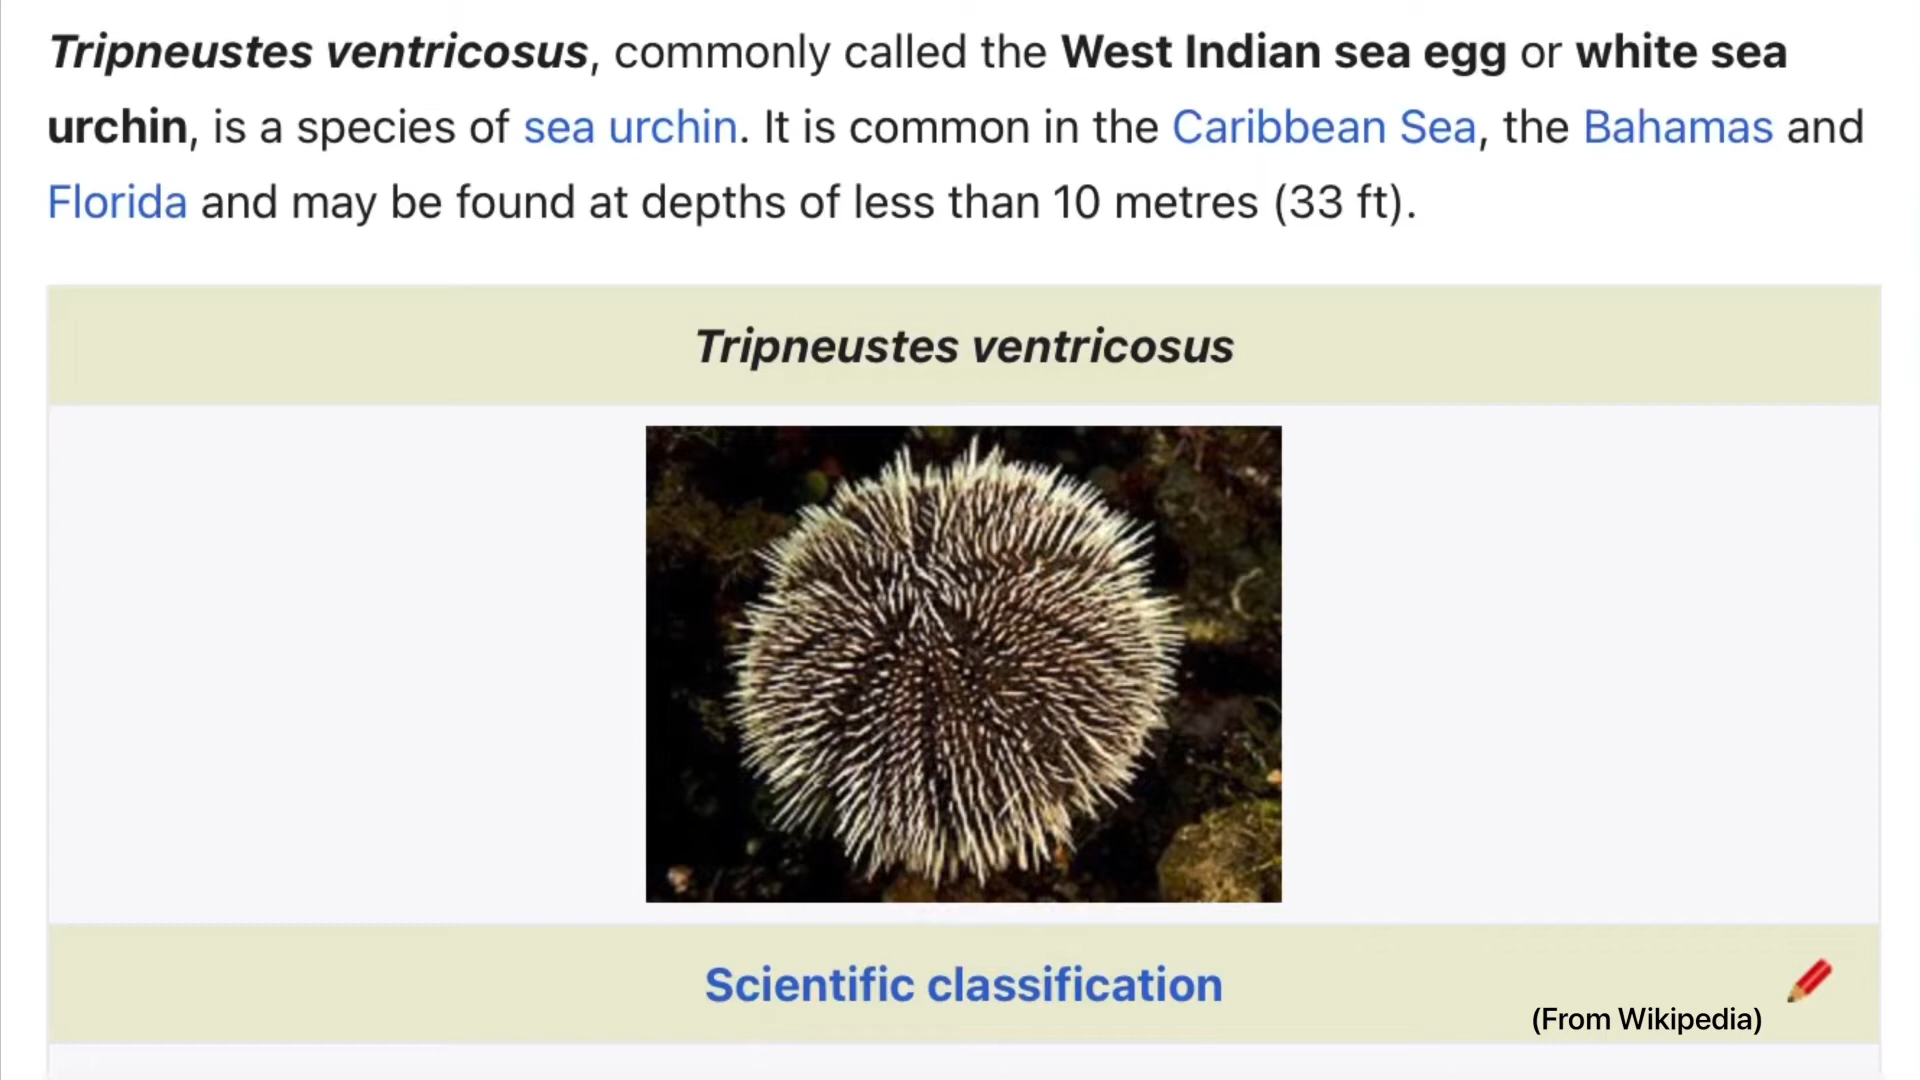 Tripneustes ventricosus, commonly called the West Indian sea egg or white sea
urchin, is a species of sea urchin. It is common in the Caribbean Sea, the Bahamas and
Florida and may be found at depths of less than 10 metres (33 ft).
Tripneustes ventricosus
Scientific classification
(From Wikipedia)